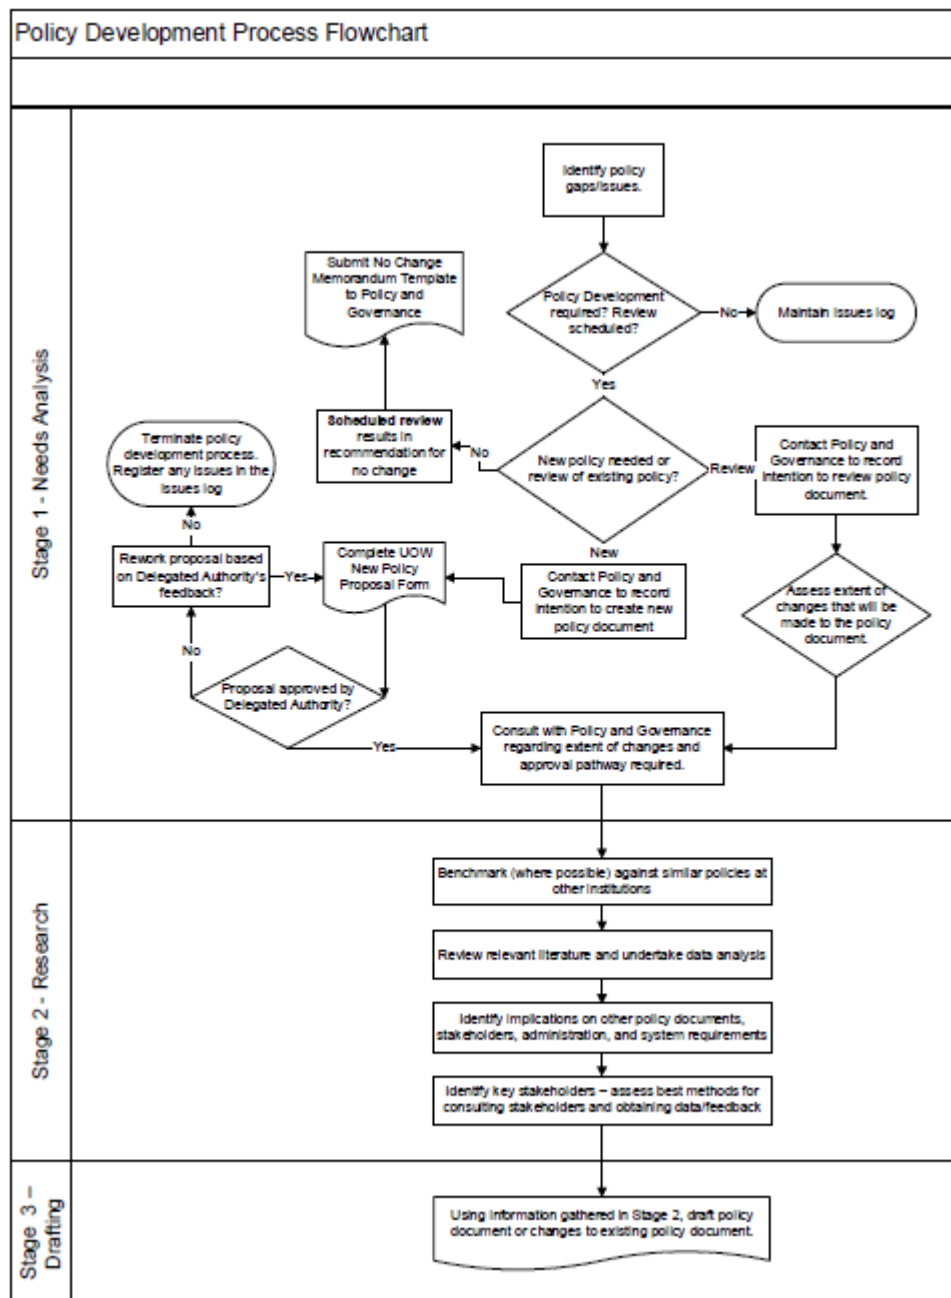 Policy Development Process Flowchart
Stage 1 - Needs Analysis
Identify policy
gaps/issues.
Submit No Change
Memorandum Template
to Policy and
Governance
Policy Development
required? Review
scheduled?
No
Maintain issues log
Yes
Terminate policy
development process.
Register any issues in the
issues log
Scheduled review
results in
recommendation for
no change
No
New policy needed or
review of existing policy?
Review
Contact Policy and
Governance to record
intention to review policy
document.
No
New
Rework proposal based
on Delegated Authority's
feedback?
Yes
Complete UOW
New Policy
Proposal Form
Contact Policy and
Governance to record
intention to create new
policy document
Assess extent of
changes that will be
made to the policy
document.
No
Proposal approved by
Delegated Authority?
Yes
Consult with Policy and Governance
regarding extent of changes and
approval pathway required.
Stage 2 - Research
Benchmark (where possible) against similar policies at
other institutions
Review relevant literature and undertake data analysis
Identify implications on other policy documents,
stakeholders, administration, and system requirements
Identify key stakeholders – assess best methods for
consulting stakeholders and obtaining data/feedback
Stage 3 –
Drafting
Using information gathered in Stage 2, draft policy
document or changes to existing policy document.